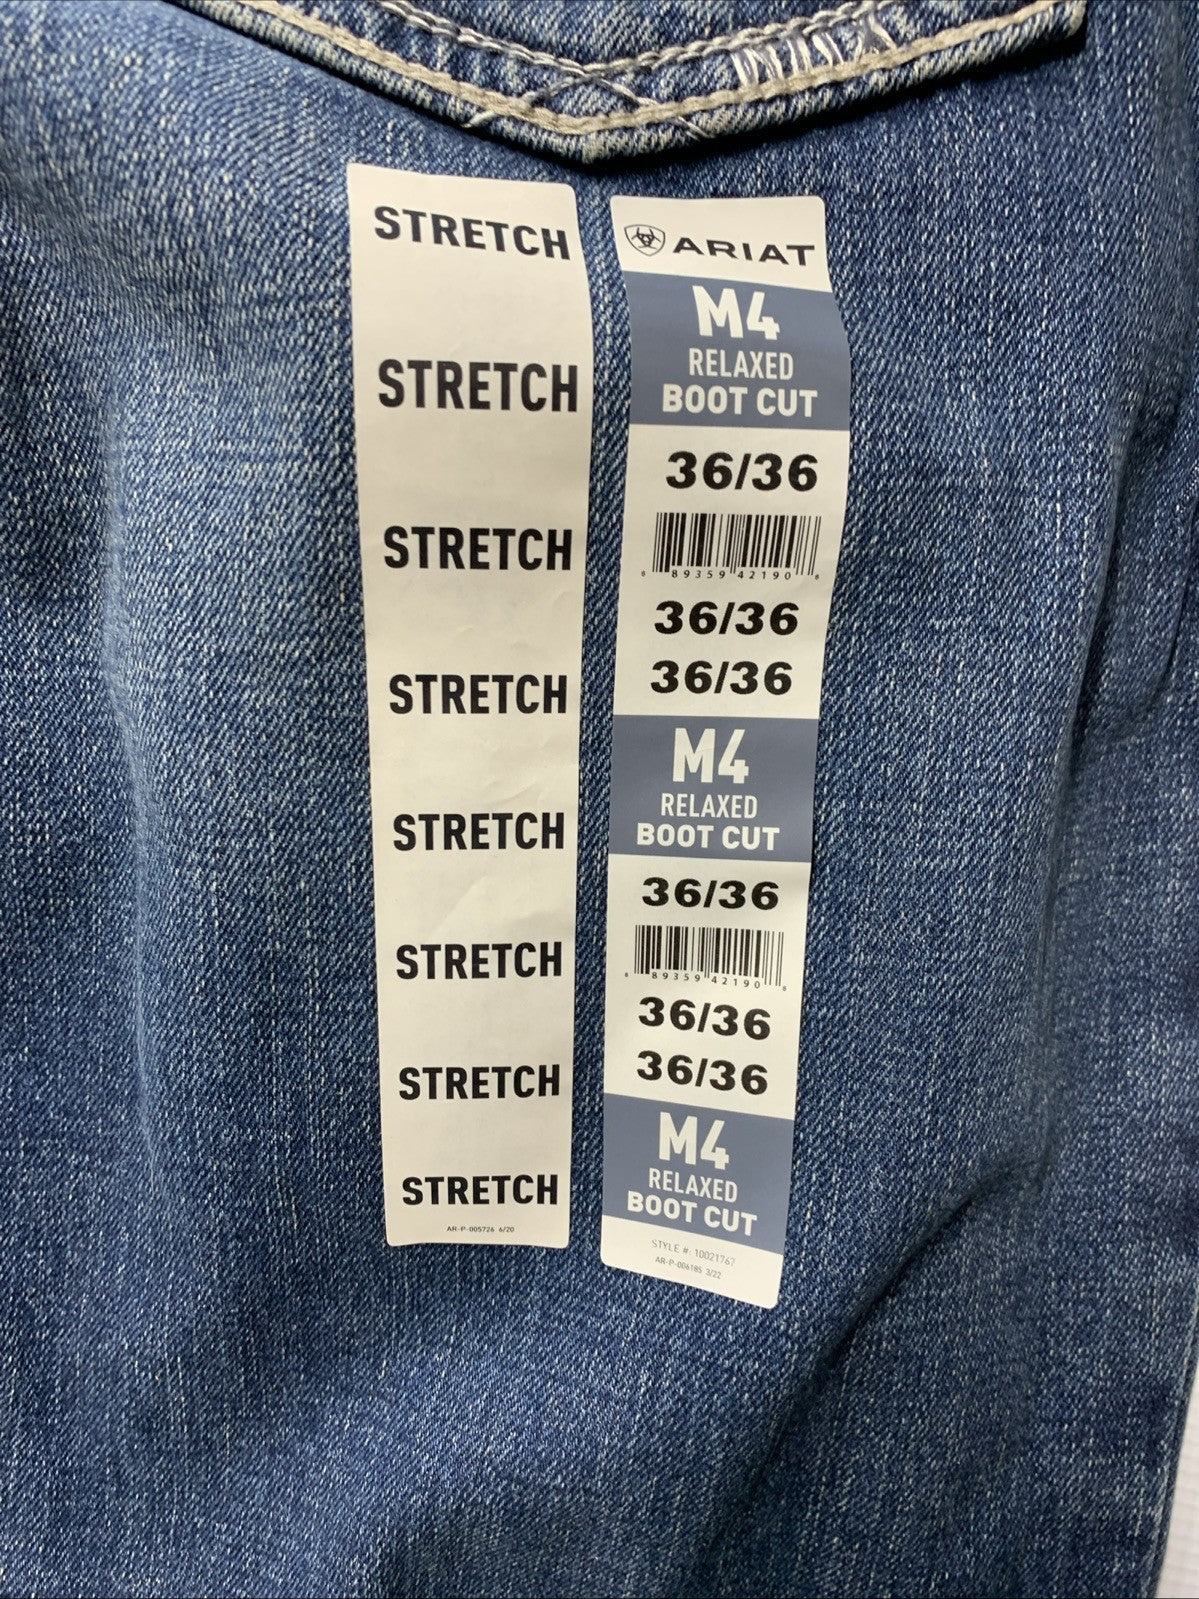 STRETCH
STRETCH
STRETCH
STRETCH
STRETCH
STRETCH
STRETCH
STRETCH
AR-P-005726 6/20
ARIAT
M4
RELAXED
BOOT CUT
36/36
8 89359 42190 8
36/36
36/36
M4
RELAXED
BOOT CUT
36/36
8 89359 42190 8
36/36
36/36
M4
RELAXED
BOOT CUT
STYLE #: 10021767
AR-P-006185 3/22